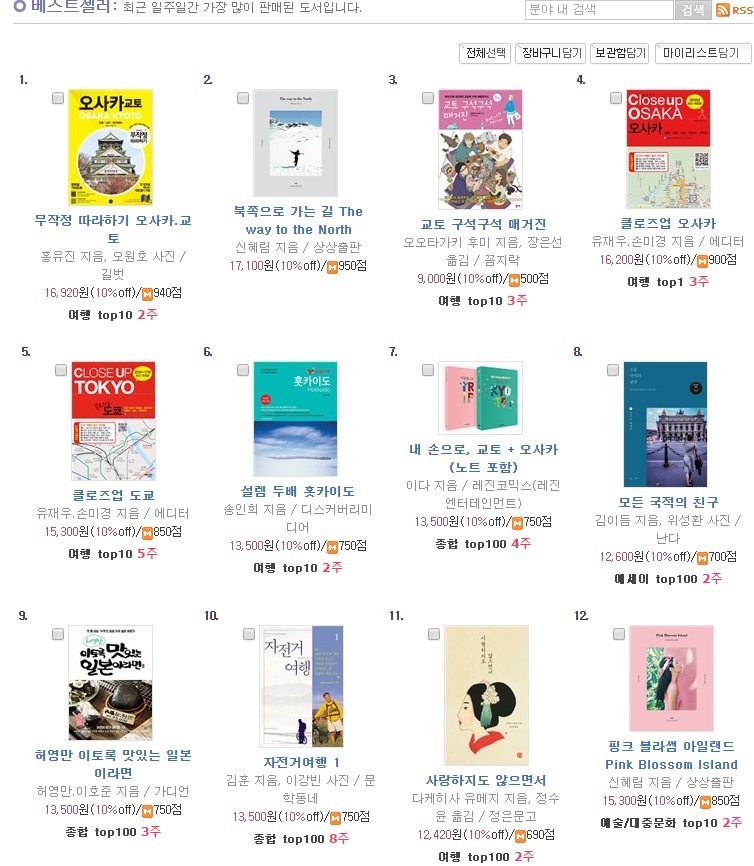 베스트셀러: 최근 일주일간 가장 많이 판매된 도서입니다.
분야 내 검색 검색 RSS
전체선택 장바구니담기 보관함담기 마이리스트담기
1.
오사카교토
OSAKA KYOTO
무작정 따라하기
무작정 따라하기 오사카.교
토
홍유진 지음, 오원호 사진 /
길벗
16,920원(10%off)/M940점
여행 top10 2주
2.
The way to the North
북쪽으로 가는 길 The
way to the North
신혜림 지음 / 상상출판
17,100원(10%off)/M950점
3.
교토 구석구석
매거진
교토 구석구석 매거진
오오타가키 후미 지음, 장은선
옮김 / 꼼지락
9,000원(10%off)/M500점
여행 top10 3주
4.
Close up
OSAKA
오사카
클로즈업 오사카
유재우.손미경 지음 / 에디터
16,200원(10%off)/M900점
여행 top1 3주
5.
CLOSE UP
TOKYO
도쿄
클로즈업 도쿄
유재우.손미경 지음 / 에디터
15,300원(10%off)/M850점
여행 top10 5주
6.
홋카이도
Hokkaido
설렘 두배 홋카이도
송인희 지음 / 디스커버리미
디어
13,500원(10%off)/M750점
여행 top10 2주
7.
내 손으로, 교토 + 오사카
(노트 포함)
이다 지음 / 레진코믹스(레진
엔터테인먼트)
13,500원(10%off)/M750점
종합 top100 4주
8.
모든
국적의
친구
모든 국적의 친구
김이듬 지음, 위성환 사진 /
난다
12,600원(10%off)/M700점
에세이 top100 2주
9.
허영만
이토록 맛있는
일본이라면
허영만 이토록 맛있는 일본
이라면
허영만.이호준 지음 / 가디언
13,500원(10%off)/M750점
종합 top100 3주
10.
자전거
여행
1
자전거여행 1
김훈 지음, 이강빈 사진 / 문
학동네
13,500원(10%off)/M750점
종합 top100 8주
11.
사랑하지도
않으면서
사랑하지도 않으면서
다케히사 유메지 지음, 정수
윤 옮김 / 정은문고
12,420원(10%off)/M690점
여행 top100 2주
12.
Pink Blossom Island
핑크 블라썸 아일랜드
Pink Blossom Island
신혜림 지음 / 상상출판
15,300원(10%off)/M850점
예술/대중문화 top10 2주